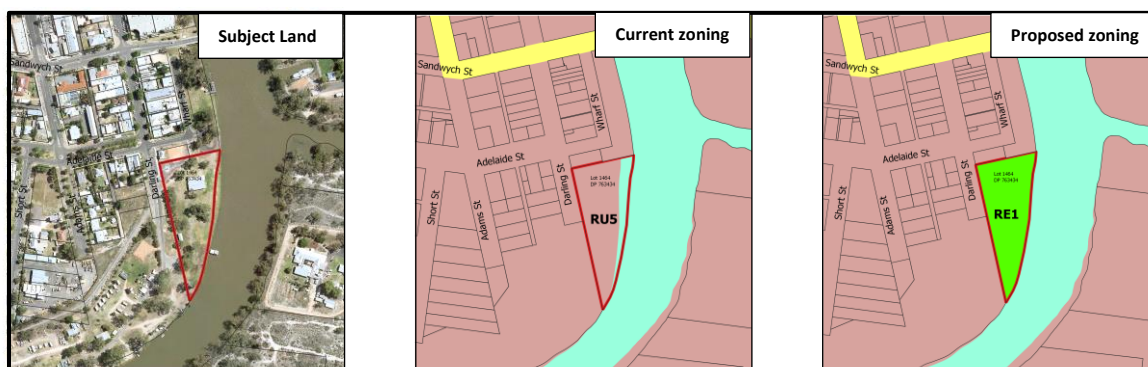 Subject Land
Sandwych St
Wharf St
Adelaide St
Darling St
Short St
Adams St
Current zoning
Sandwych St
Wharf St
Adelaide St
Darling St
Lot 1484
DP 763434
Short St
Adams St
RU5
Proposed zoning
Sandwych St
Wharf St
Adelaide St
Darling St
Lot 1484
DP 763434
Short St
Adams St
RE1